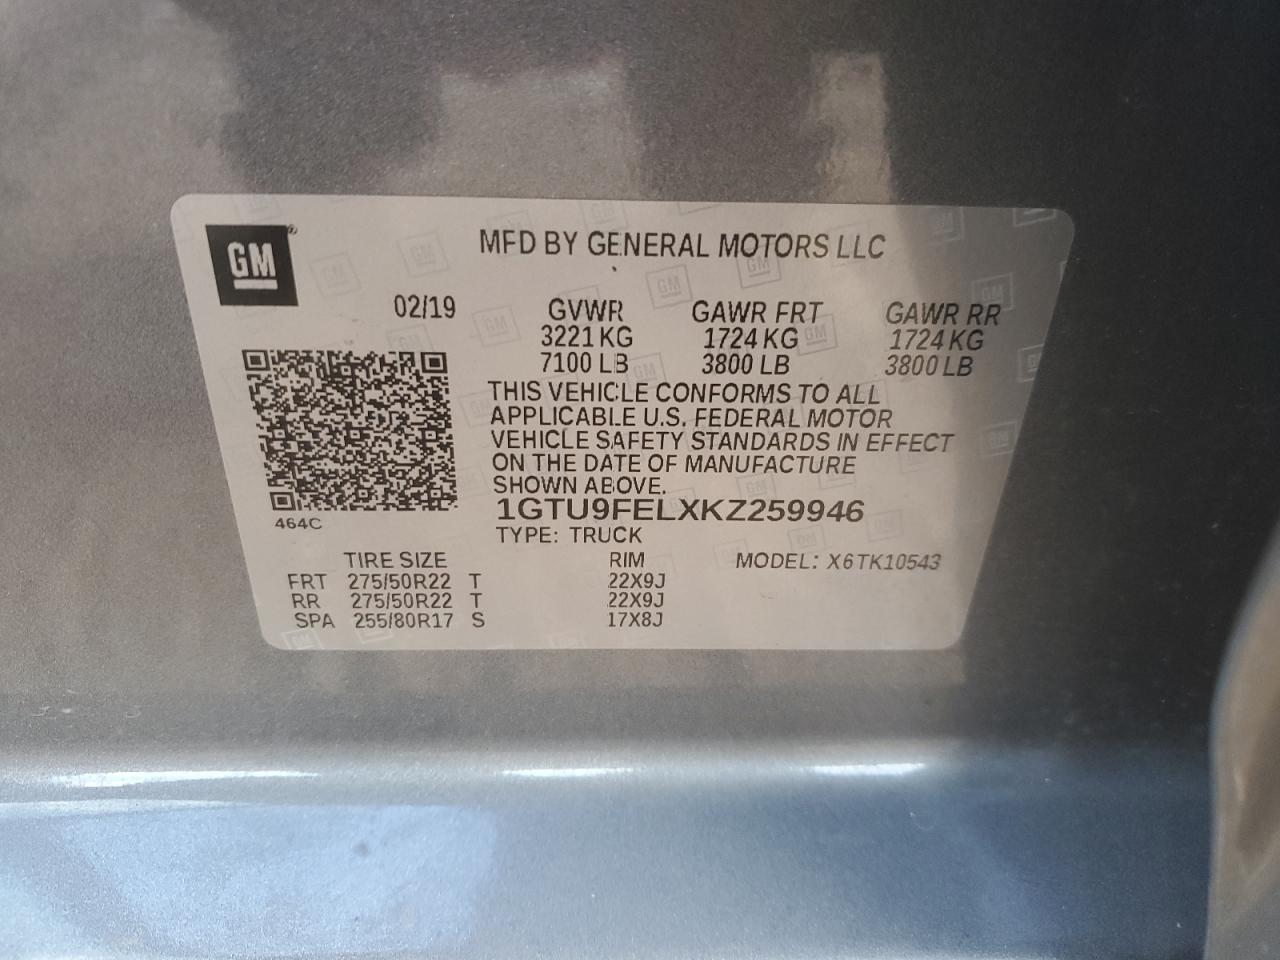 GM
MFD BY GENERAL MOTORS LLC
02/19 GVWR GAWR FRT GAWR RR
3221 KG 1724 KG 1724 KG
7100 LB 3800 LB 3800 LB
THIS VEHICLE CONFORMS TO ALL
APPLICABLE U.S. FEDERAL MOTOR
VEHICLE SAFETY STANDARDS IN EFFECT
ON THE DATE OF MANUFACTURE
SHOWN ABOVE.
1GTU9FELXKZ259946
464C
TYPE: TRUCK
TIRE SIZE RIM MODEL: X6TK10543
FRT 275/50R22 T 22X9J
RR 275/50R22 T 22X9J
SPA 255/80R17 S 17X8J